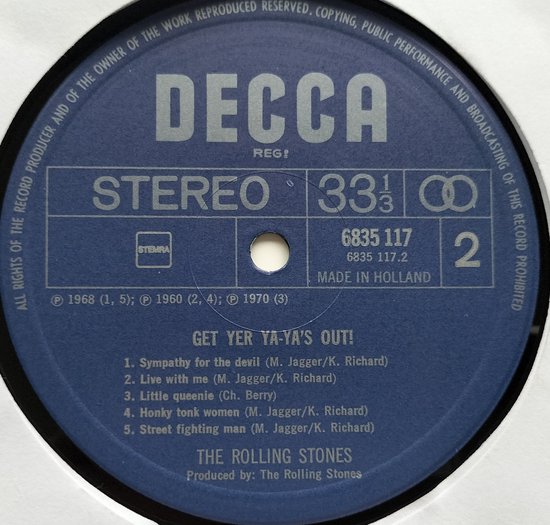 ALL RIGHTS OF THE RECORD PRODUCER AND OF THE OWNER OF THE WORK REPRODUCED RESERVED. COPYING, PUBLIC PERFORMANCE AND BROADCASTING OF THIS RECORD PROHIBITED
DECCA
REG!
STEREO 33 1/3
STEMRA
6835 117
6835 117.2
2
MADE IN HOLLAND
℗ 1968 (1, 5); ℗ 1960 (2, 4); ℗ 1970 (3)
GET YER YA-YA'S OUT!
1. Sympathy for the devil (M. Jagger/K. Richard)
2. Live with me (M. Jagger/K. Richard)
3. Little queenie (Ch. Berry)
4. Honky tonk women (M. Jagger/K. Richard)
5. Street fighting man (M. Jagger/K. Richard)
THE ROLLING STONES
Produced by: The Rolling Stones